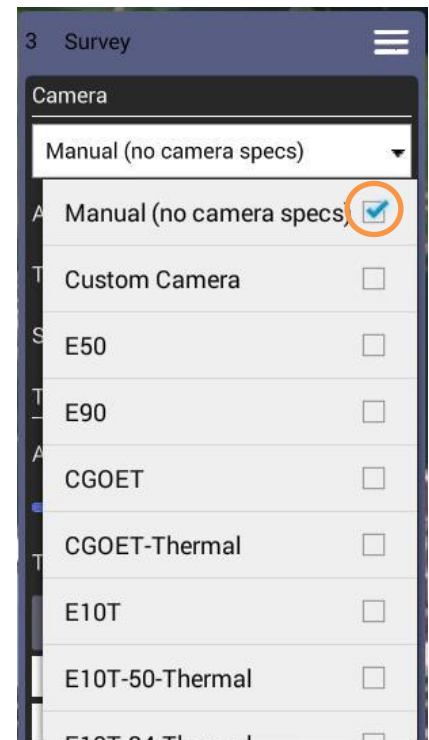 3 Survey
Camera
Manual (no camera specs)
A Manual (no camera specs)
T Custom Camera
S E50
T E90
A CGOET
CGOET-Thermal
T E10T
E10T-50-Thermal